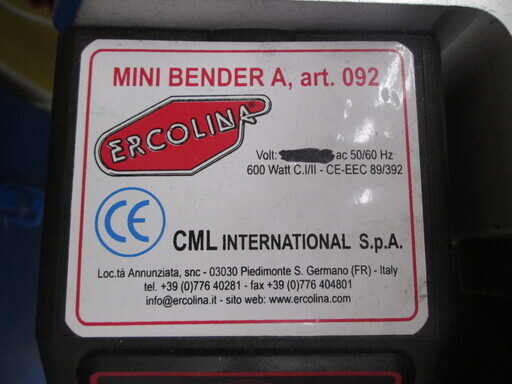 MINI BENDER A, art. 092
ERCOLINA
Volt: ac 50/60 Hz
600 Watt C.I/II - CE-EEC 89/392
CE
CML INTERNATIONAL S.p.A.
Loc.tà Annunziata, snc - 03030 Piedimonte S. Germano (FR) - Italy
tel. +39 (0)776 40281 - fax +39 (0)776 404801
info@ercolina.it - sito web: www.ercolina.com